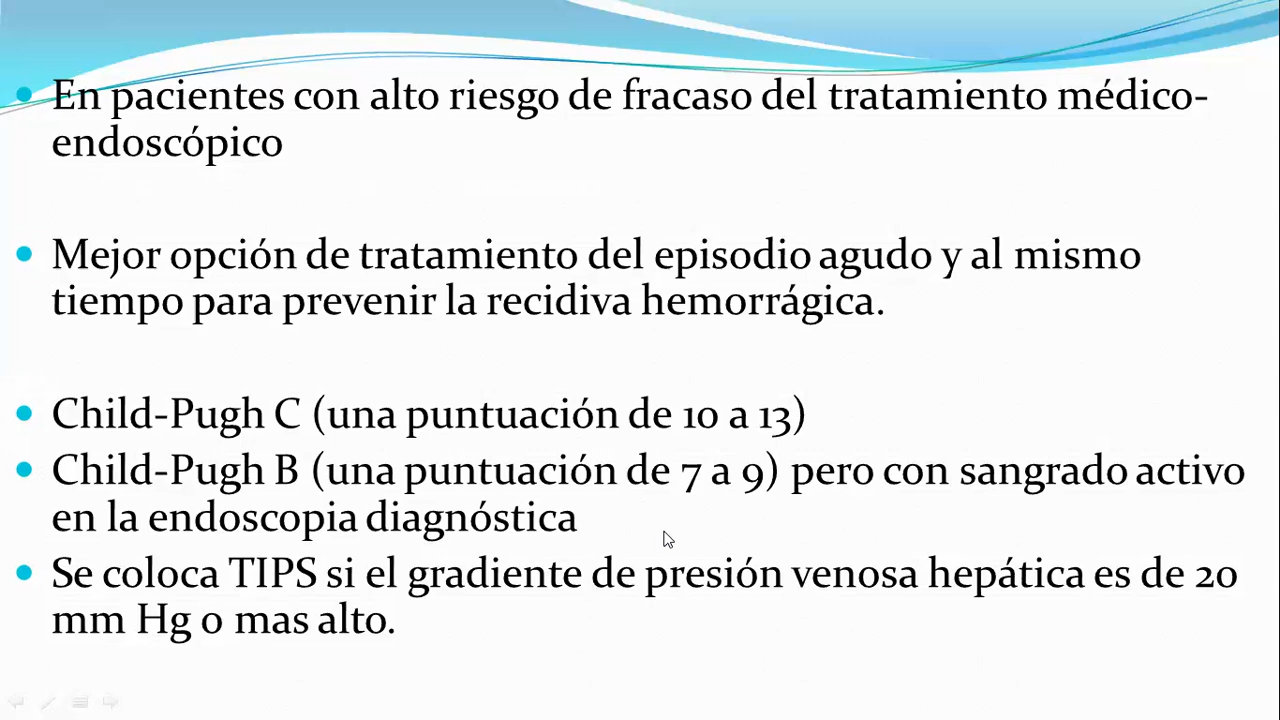 • En pacientes con alto riesgo de fracaso del tratamiento médico-
endoscópico
• Mejor opción de tratamiento del episodio agudo y al mismo
tiempo para prevenir la recidiva hemorrágica.
• Child-Pugh C (una puntuación de 10 a 13)
• Child-Pugh B (una puntuación de 7 a 9) pero con sangrado activo
en la endoscopia diagnóstica
• Se coloca TIPS si el gradiente de presión venosa hepática es de 20
mm Hg o mas alto.